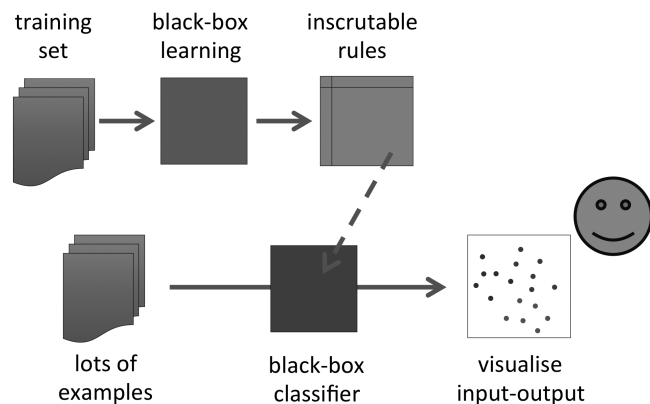 training
set
black-box
learning
inscrutable
rules
lots of
examples
black-box
classifier
visualise
input-output